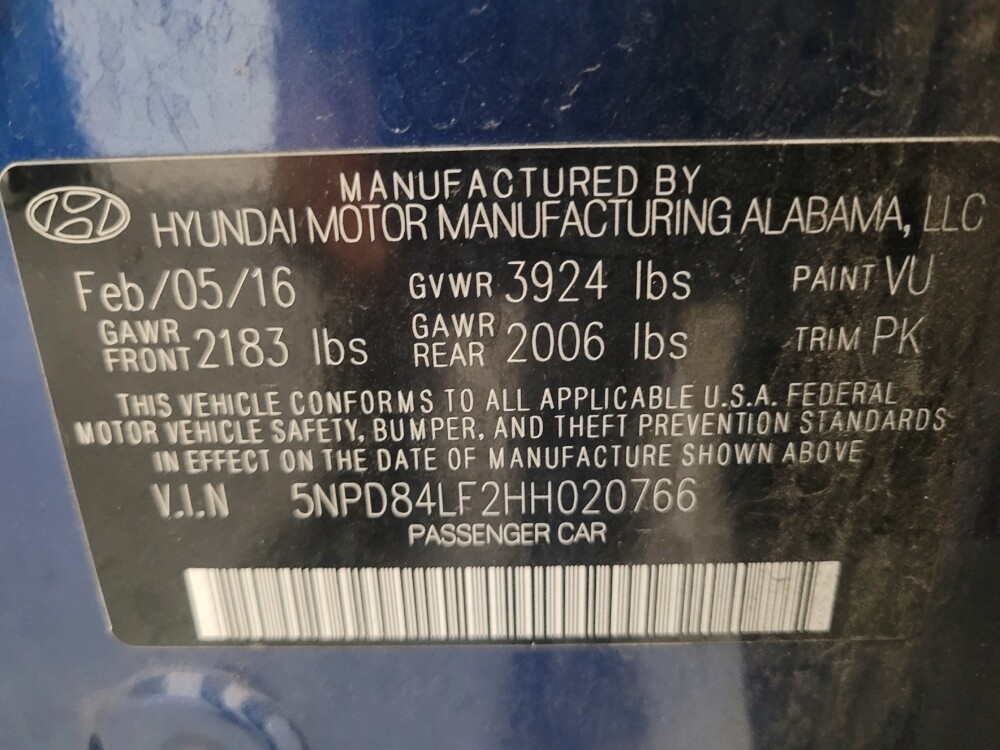 MANUFACTURED BY
HYUNDAI MOTOR MANUFACTURING ALABAMA, LLC
Feb/05/16 GVWR 3924 lbs PAINT VU
GAWR FRONT 2183 lbs GAWR REAR 2006 lbs TRIM PK
THIS VEHICLE CONFORMS TO ALL APPLICABLE U.S.A. FEDERAL
MOTOR VEHICLE SAFETY, BUMPER, AND THEFT PREVENTION STANDARDS
IN EFFECT ON THE DATE OF MANUFACTURE SHOWN ABOVE
V.I.N 5NPD84LF2HH020766
PASSENGER CAR